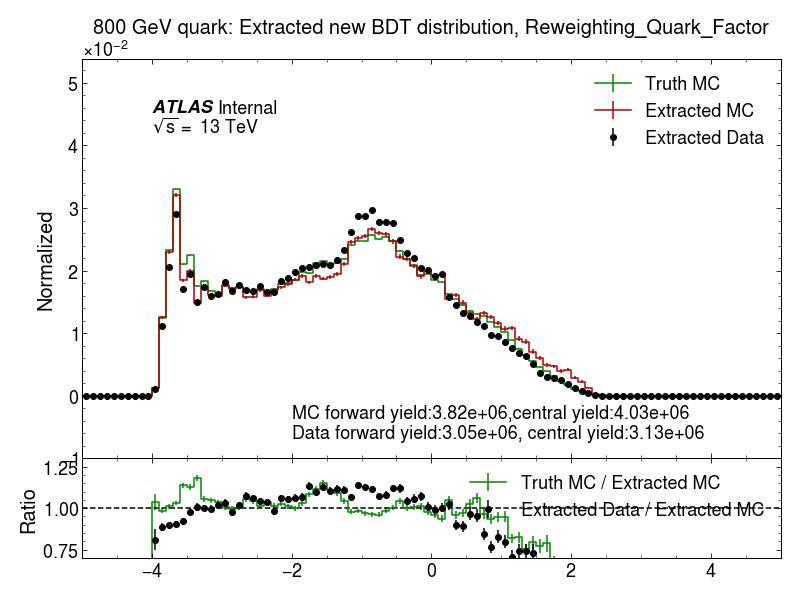 800 GeV quark: Extracted new BDT distribution, Reweighting_Quark_Factor
×10⁻²
ATLAS Internal
√s = 13 TeV
Truth MC
Extracted MC
Extracted Data
Normalized
5
4
3
2
1
0
MC forward yield:3.82e+06,central yield:4.03e+06
Data forward yield:3.05e+06, central yield:3.13e+06
Truth MC / Extracted MC
Extracted Data / Extracted MC
Ratio
1.25
1.00
0.75
−4 −2 0 2 4